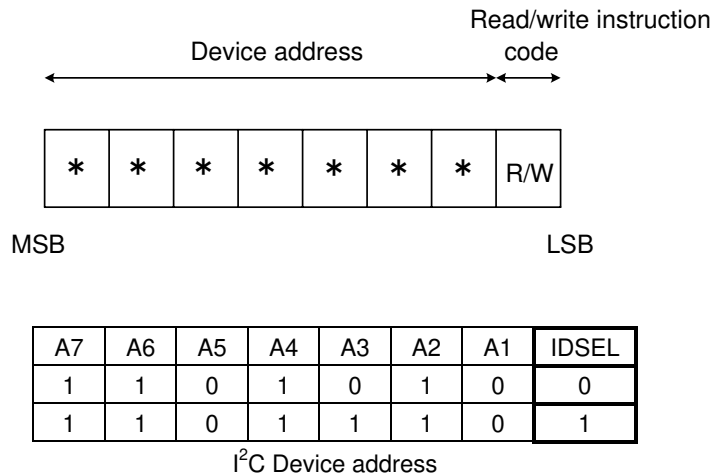 Read/write instruction
Device address code
* * * * * * * R/W
MSB LSB
A7 A6 A5 A4 A3 A2 A1 IDSEL
1 1 0 1 0 1 0 0
1 1 0 1 1 1 0 1
I²C Device address